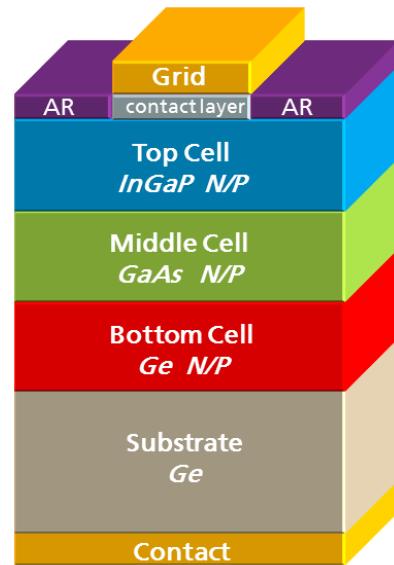 Grid
AR contact layer AR
Top Cell
InGaP N/P
Middle Cell
GaAs N/P
Bottom Cell
Ge N/P
Substrate
Ge
Contact